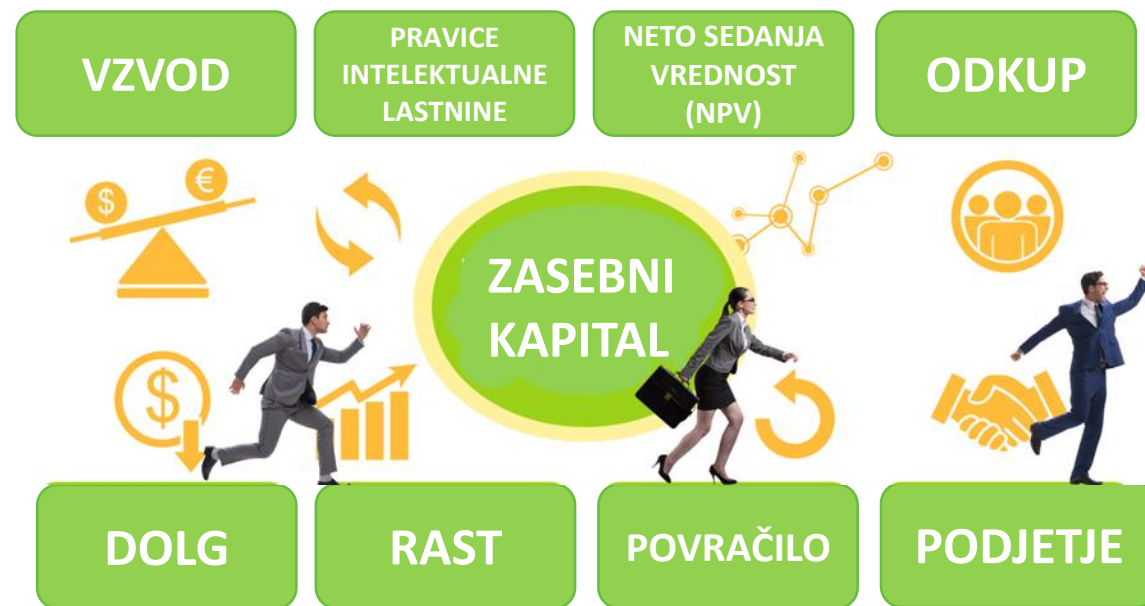 VZVOD
PRAVICE
INTELEKTUALNE
LASTNINE
NETO SEDANJA
VREDNOST
(NPV)
ODKUP
$
€
ZASEBNI
KAPITAL
$
DOLG
RAST
POVRAČILO
PODJETJE